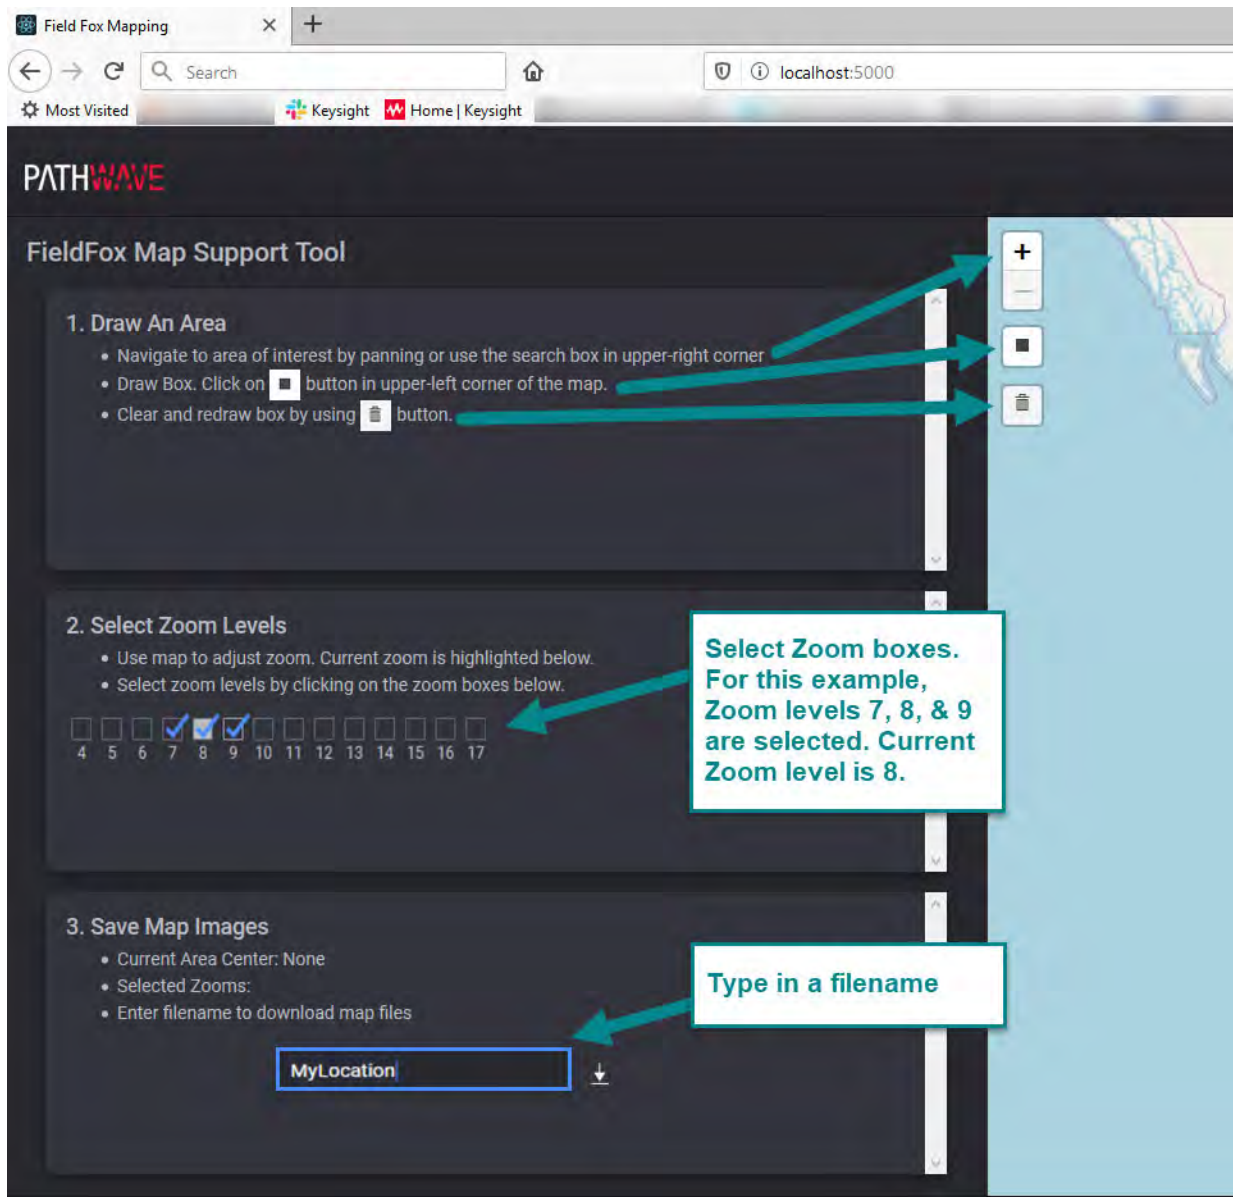 Field Fox Mapping
Search
localhost:5000
Most Visited
Keysight
Home | Keysight
PATHWAVE
FieldFox Map Support Tool
1. Draw An Area
• Navigate to area of interest by panning or use the search box in upper-right corner
• Draw Box. Click on button in upper-left corner of the map.
• Clear and redraw box by using button.
2. Select Zoom Levels
• Use map to adjust zoom. Current zoom is highlighted below.
• Select zoom levels by clicking on the zoom boxes below.
4 5 6 7 8 9 10 11 12 13 14 15 16 17
Select Zoom boxes.
For this example,
Zoom levels 7, 8, & 9
are selected. Current
Zoom level is 8.
3. Save Map Images
• Current Area Center: None
• Selected Zooms:
• Enter filename to download map files
Type in a filename
MyLocation